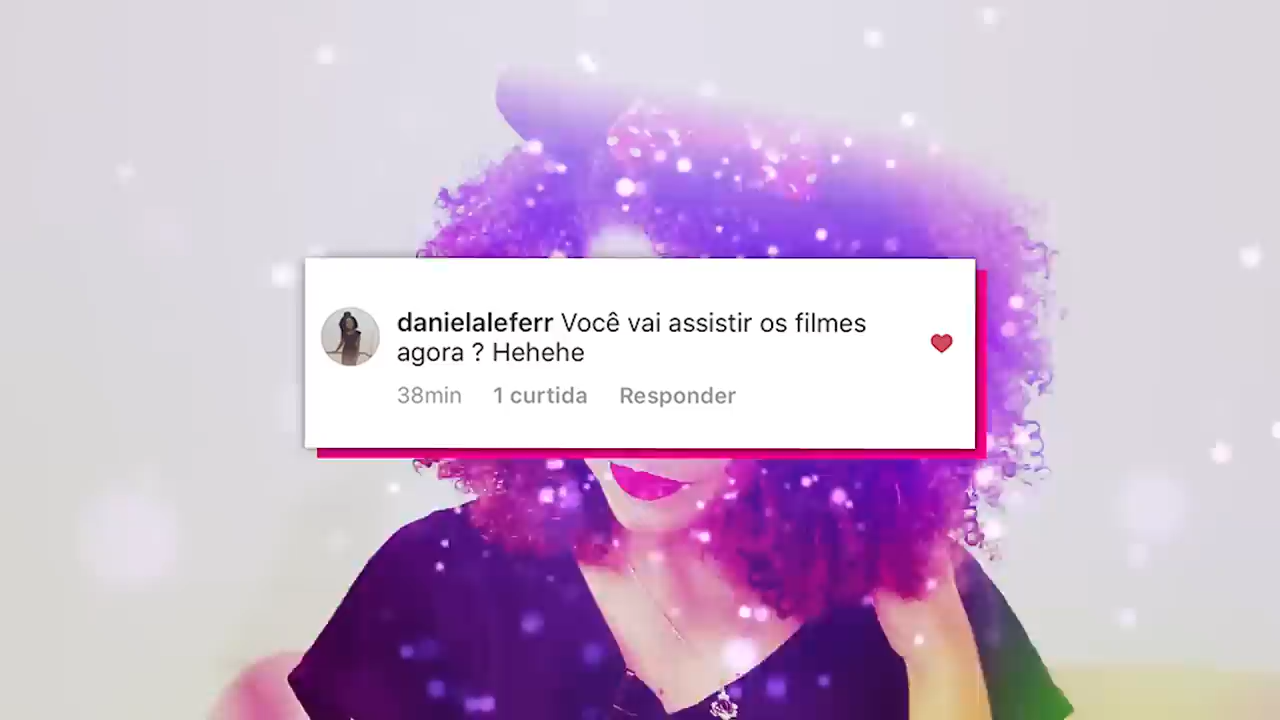 danielaleferr Você vai assistir os filmes
agora ? Hehehe
38min 1 curtida Responder